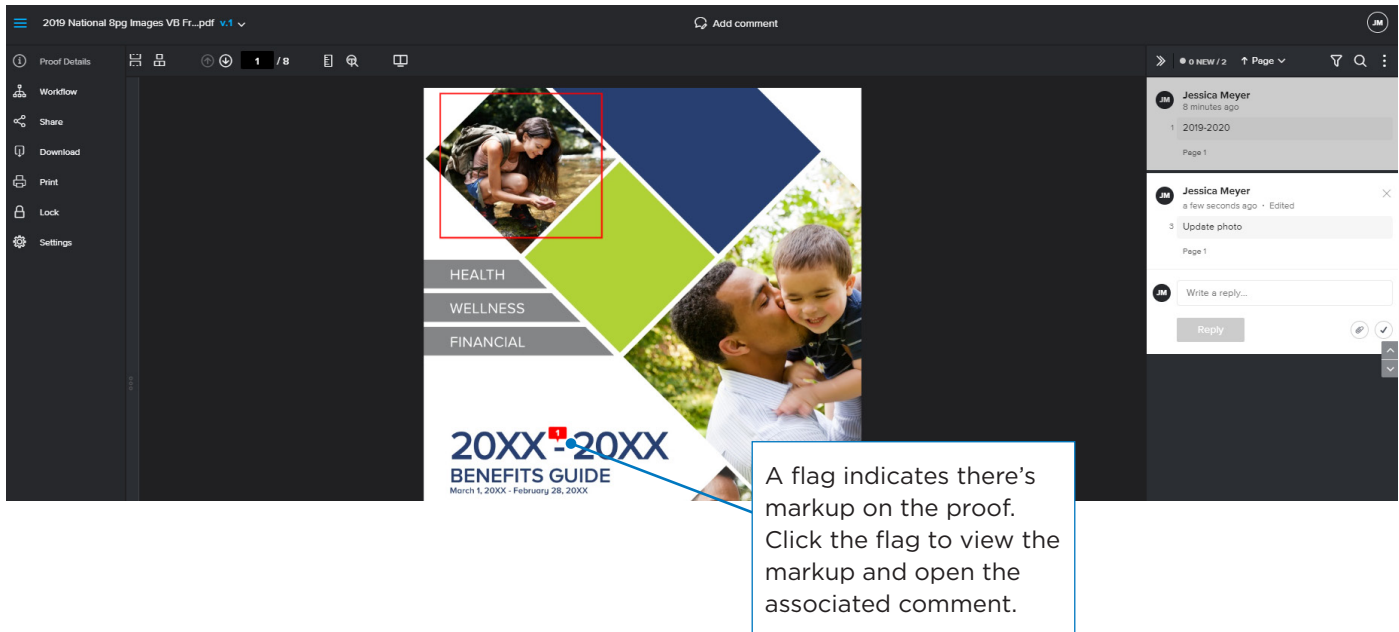 2019 National 8pg Images VB Fr...pdf v.1
Add comment
JM
Proof Details
1 / 8
0 NEW / 2 Page
Workflow
Share
Download
Print
Lock
Settings
HEALTH
WELLNESS
FINANCIAL
1
20XX - 20XX
BENEFITS GUIDE
March 1, 20XX - February 28, 20XX
JM
Jessica Meyer
8 minutes ago
1 2019-2020
Page 1
JM
Jessica Meyer
a few seconds ago · Edited
3 Update photo
Page 1
JM
Write a reply...
Reply
A flag indicates there's
markup on the proof.
Click the flag to view the
markup and open the
associated comment.